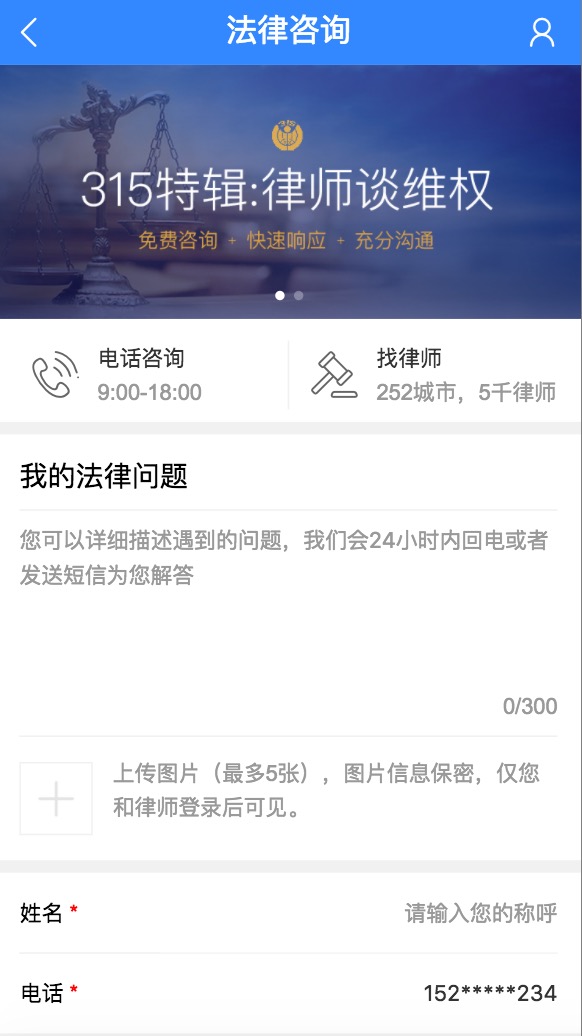 法律咨询
315特辑:律师谈维权
免费咨询 + 快速响应 + 充分沟通
电话咨询
9:00-18:00
找律师
252城市，5千律师
我的法律问题
您可以详细描述遇到的问题，我们会24小时内回电或者
发送短信为您解答
0/300
上传图片（最多5张），图片信息保密，仅您
和律师登录后可见。
姓名 *
请输入您的称呼
电话 *
152*****234